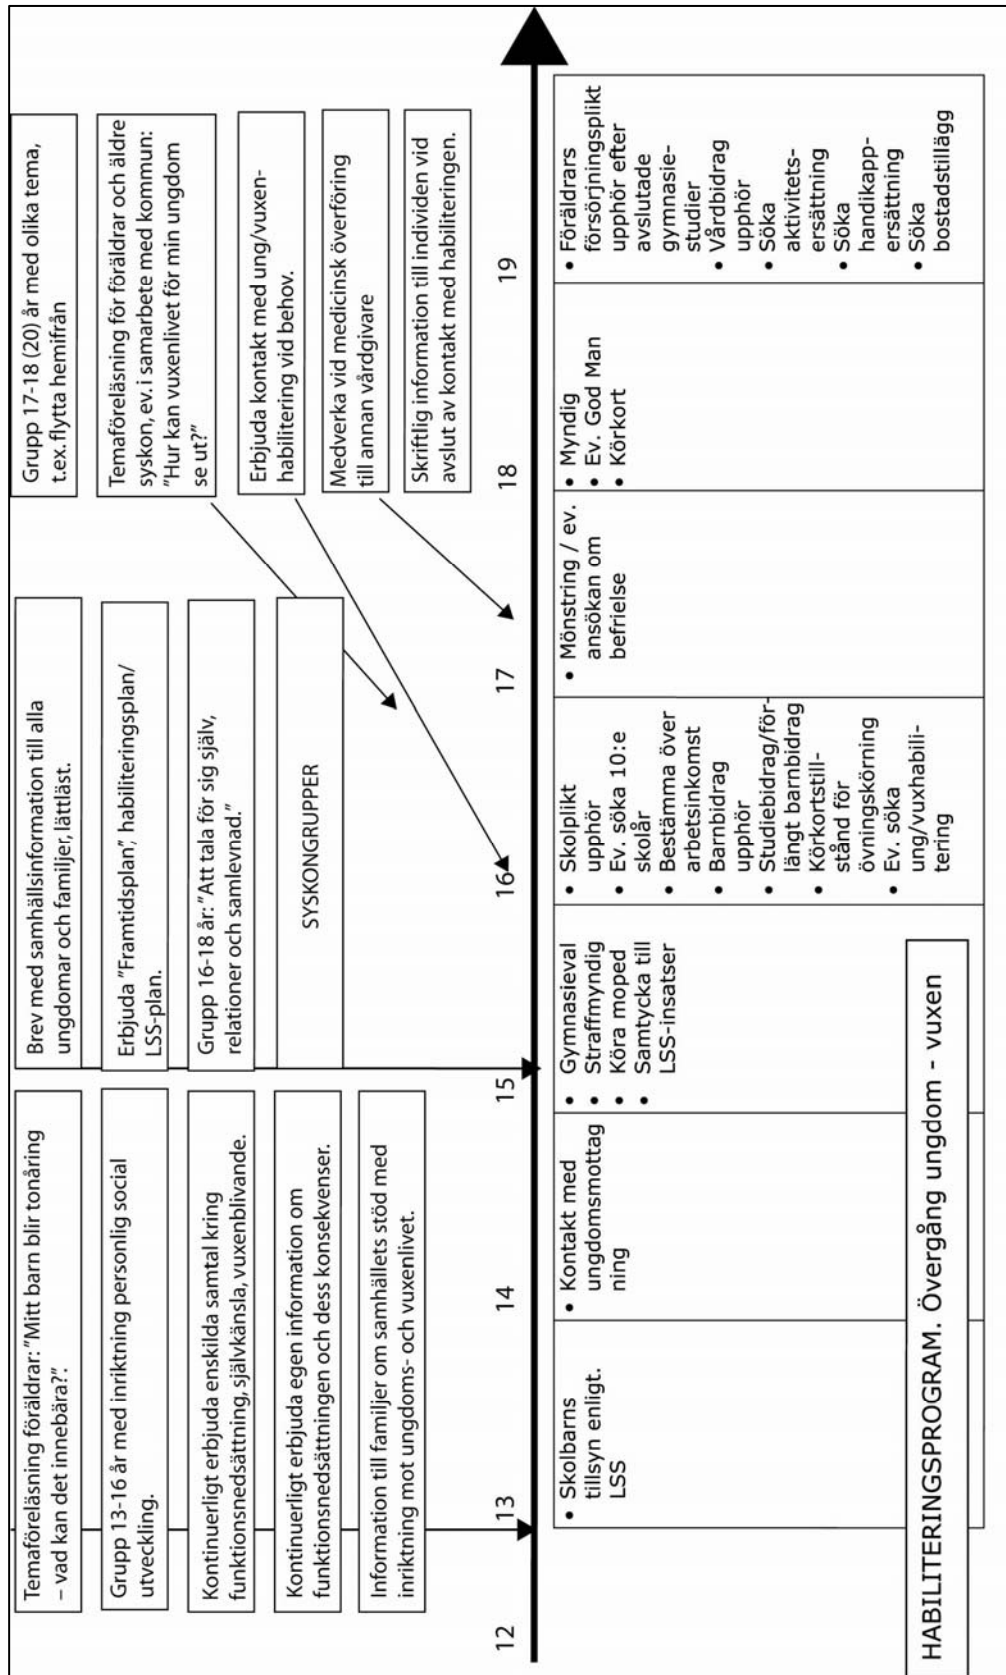 Temaföreläsning föräldrar: "Mitt barn blir tonåring
– vad kan det innebära?".
Grupp 13-16 år med inriktning personlig social
utveckling.
Kontinuerligt erbjuda enskilda samtal kring
funktionsnedsättning, självkänsla, vuxenblivande.
Kontinuerligt erbjuda egen information om
funktionsnedsättningen och dess konsekvenser.
Information till familjer om samhällets stöd med
inriktning mot ungdoms- och vuxenlivet.
Brev med samhällsinformation till alla
ungdomar och familjer, lättläst.
Erbjuda "Framtidsplan", habiliteringsplan/
LSS-plan.
Grupp 16-18 år: "Att tala för sig själv,
relationer och samlevnad."
SYSKONGRUPPER
Grupp 17-18 (20) år med olika tema,
t.ex. flytta hemifrån
Temaföreläsning för föräldrar och äldre
syskon, ev. i samarbete med kommun:
"Hur kan vuxenlivet för min ungdom
se ut?"
Erbjuda kontakt med ung/vuxen-
habilitering vid behov.
Medverka vid medicinsk överföring
till annan vårdgivare
Skriftlig information till individen vid
avslut av kontakt med habiliteringen.
12 13 14 15 16 17 18 19
• Skolbarns
tillsyn enligt.
LSS
• Kontakt med
ungdomsmottag
ning
• Gymnasieval
• Straffmyndig
• Köra moped
• Samtycka till
LSS-insatser
• Skolplikt
upphör
• Ev. söka 10:e
skolår
• Bestämma över
arbetsinkomst
• Barnbidrag
upphör
• Studiebidrag/för-
längt barnbidrag
• Körkortstill-
stånd för
övningskörning
• Ev. söka
ung/vuxhabili-
tering
• Mönstring / ev.
ansökan om
befrielse
• Myndig
• Ev. God Man
• Körkort
• Föräldrars
försörjningsplikt
upphör efter
avslutade
gymnasie-
studier
• Vårdbidrag
upphör
• Söka
aktivitets-
ersättning
• Söka
handikapp-
ersättning
• Söka
bostadstillägg
HABILITERINGSPROGRAM. Övergång ungdom - vuxen